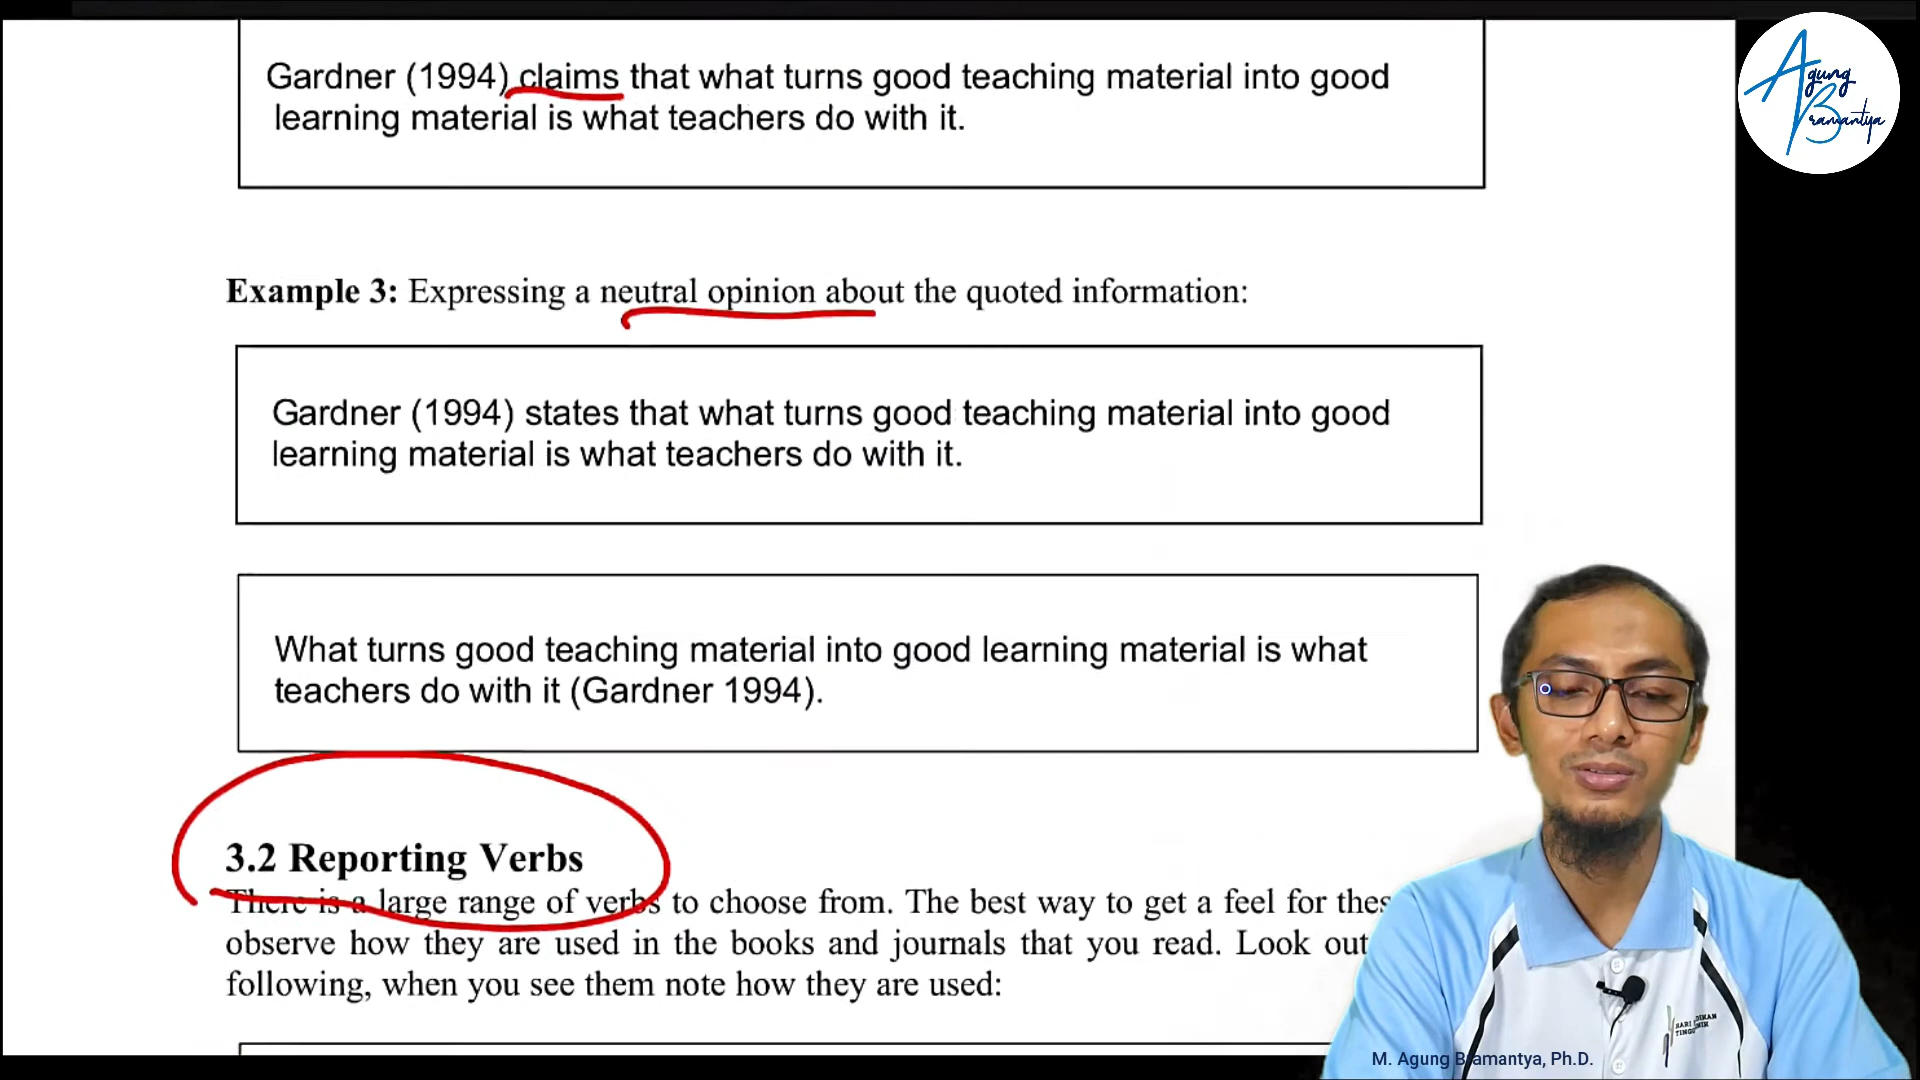 Gardner (1994) claims that what turns good teaching material into good
learning material is what teachers do with it.
Agung
Bramantya
Example 3: Expressing a neutral opinion about the quoted information:
Gardner (1994) states that what turns good teaching material into good
learning material is what teachers do with it.
What turns good teaching material into good learning material is what
teachers do with it (Gardner 1994).
3.2 Reporting Verbs
There is a large range of verbs to choose from. The best way to get a feel for thes
observe how they are used in the books and journals that you read. Look out
following, when you see them note how they are used:
M. Agung Bramantya, Ph.D.